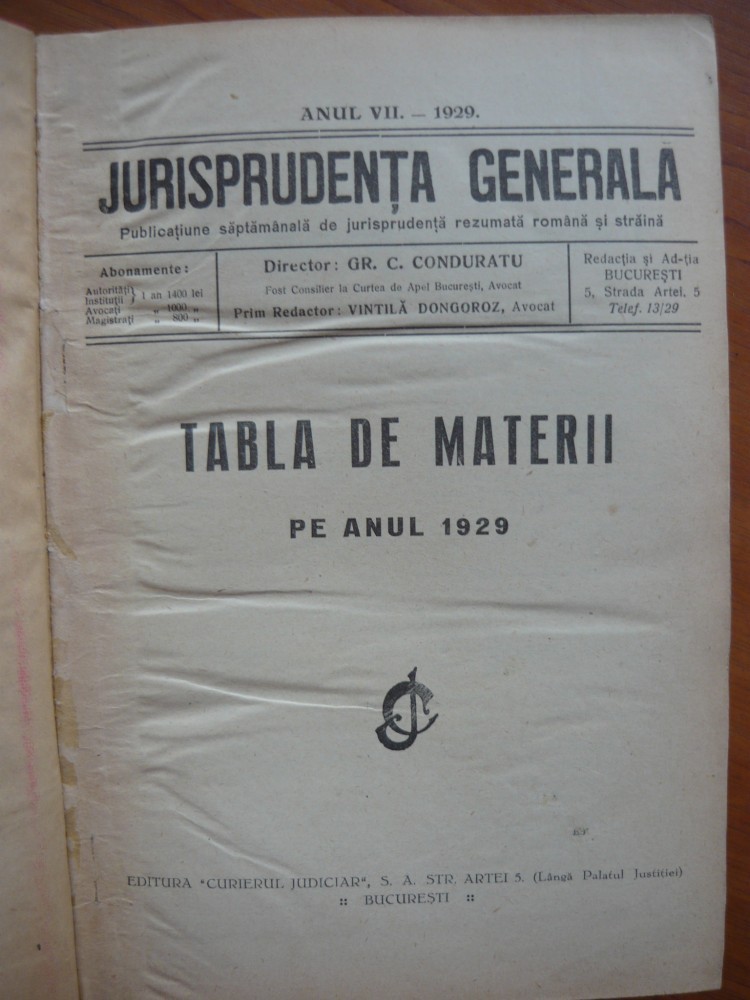 ANUL VII. — 1929.
JURISPRUDENȚA GENERALĂ
Publicațiune săptămânală de jurisprudență rezumată română și străină
Abonamente:
Autorități
Instituții } 1 an 1400 lei
Avocați „ 1000 „
Magistrați „ 800 „
Director: GR. C. CONDURATU
Fost Consilier la Curtea de Apel București, Avocat
Prim Redactor: VINTILĂ DONGOROZ, Avocat
Redacția și Ad-ția
BUCUREȘTI
5, Strada Artei, 5
Telef. 13/29
TABLA DE MATERII
PE ANUL 1929
CJ
EDITURA "CURIERUL JUDICIAR", S. A. STR. ARTEI 5. (Lângă Palatul Justiției)
:: BUCUREȘTI ::